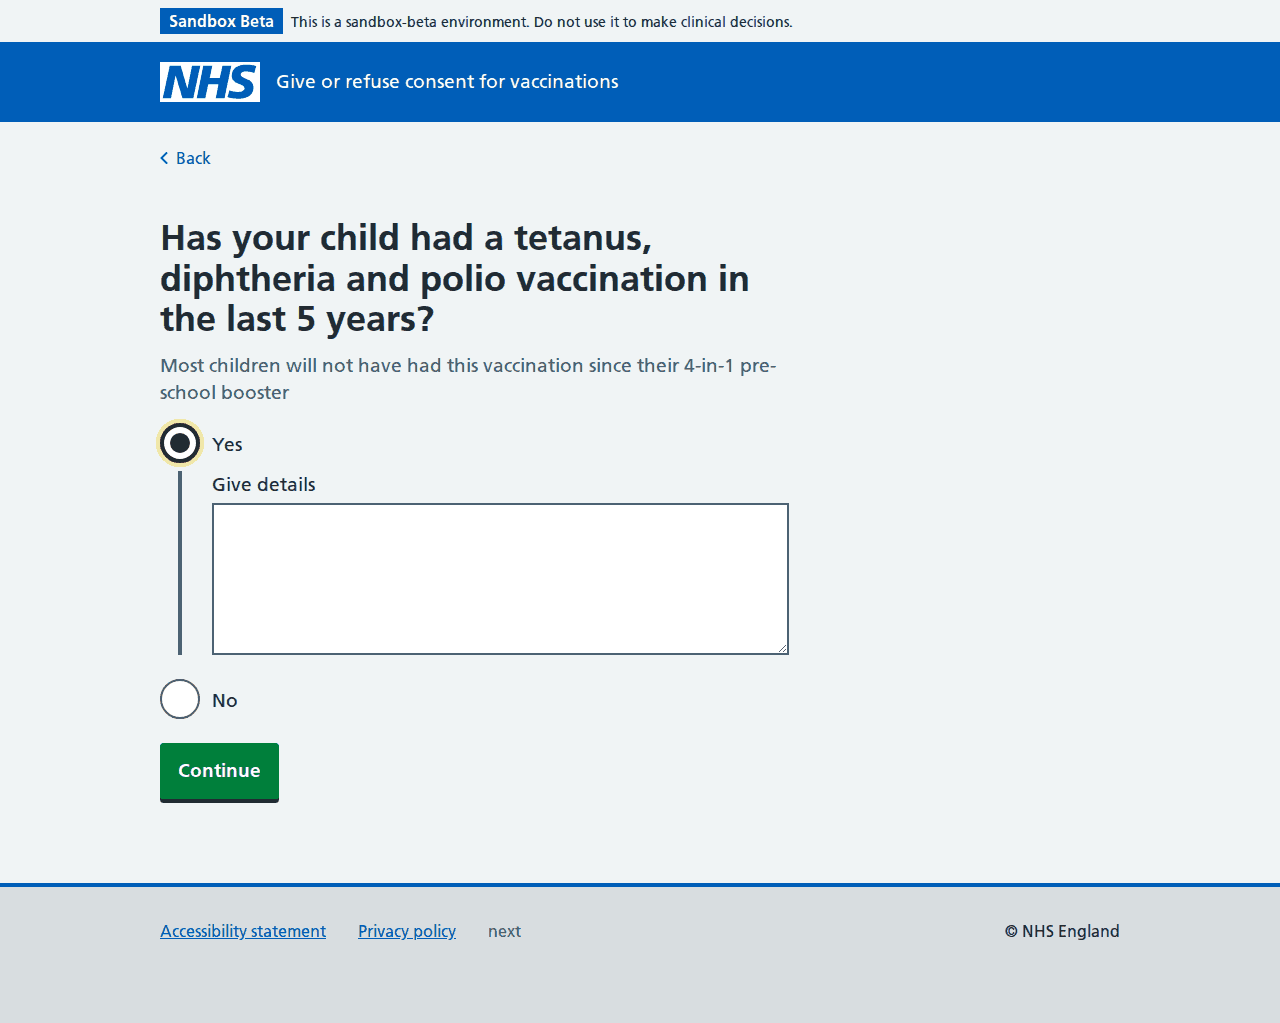 Sandbox Beta This is a sandbox-beta environment. Do not use it to make clinical decisions.
NHS Give or refuse consent for vaccinations
Back
Has your child had a tetanus,
diphtheria and polio vaccination in
the last 5 years?
Most children will not have had this vaccination since their 4-in-1 pre-
school booster
Yes
Give details
No
Continue
Accessibility statement Privacy policy next © NHS England